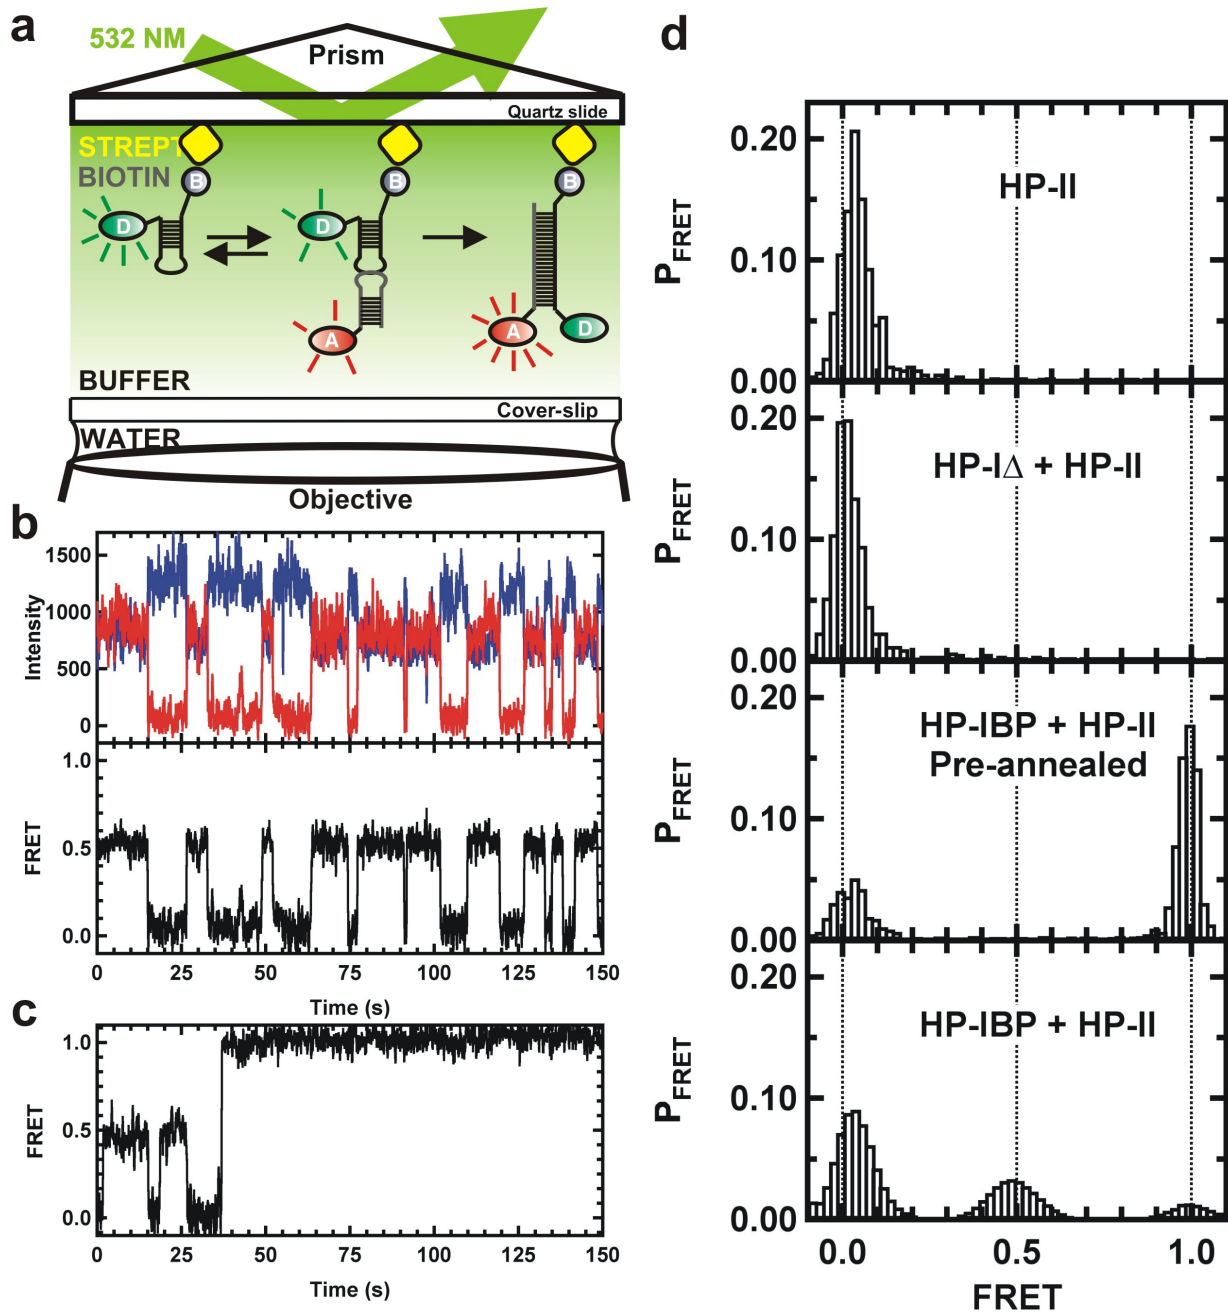 a
532 NM
Prism
Quartz slide
STREPT
BIOTIN
B
B
B
D
D
A
A
D
BUFFER
Cover-slip
WATER
Objective
b
1500
1000
500
0
Intensity
1.0
0.5
0.0
FRET
0 25 50 75 100 125 150
Time (s)
c
1.0
0.5
0.0
FRET
0 25 50 75 100 125 150
Time (s)
d
HP-II
0.20
0.10
0.00
PFRET
HP-IΔ + HP-II
0.20
0.10
0.00
PFRET
HP-IBP + HP-II
Pre-annealed
0.20
0.10
0.00
PFRET
HP-IBP + HP-II
0.20
0.10
0.00
PFRET
0.0 0.5 1.0
FRET